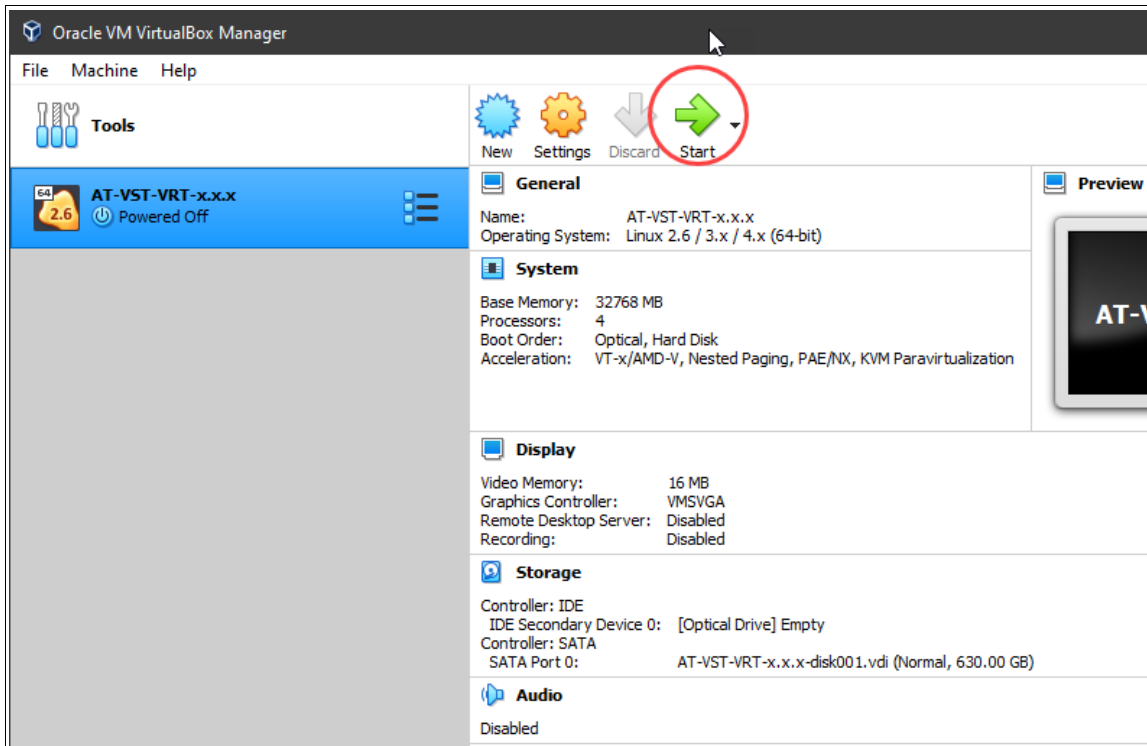 Oracle VM VirtualBox Manager
File Machine Help
Tools
New Settings Discard Start
64
2.6
AT-VST-VRT-x.x.x
Powered Off
General
Name: AT-VST-VRT-x.x.x
Operating System: Linux 2.6 / 3.x / 4.x (64-bit)
Preview
AT-V
System
Base Memory: 32768 MB
Processors: 4
Boot Order: Optical, Hard Disk
Acceleration: VT-x/AMD-V, Nested Paging, PAE/NX, KVM Paravirtualization
Display
Video Memory: 16 MB
Graphics Controller: VMSVGA
Remote Desktop Server: Disabled
Recording: Disabled
Storage
Controller: IDE
IDE Secondary Device 0: [Optical Drive] Empty
Controller: SATA
SATA Port 0: AT-VST-VRT-x.x.x-disk001.vdi (Normal, 630.00 GB)
Audio
Disabled